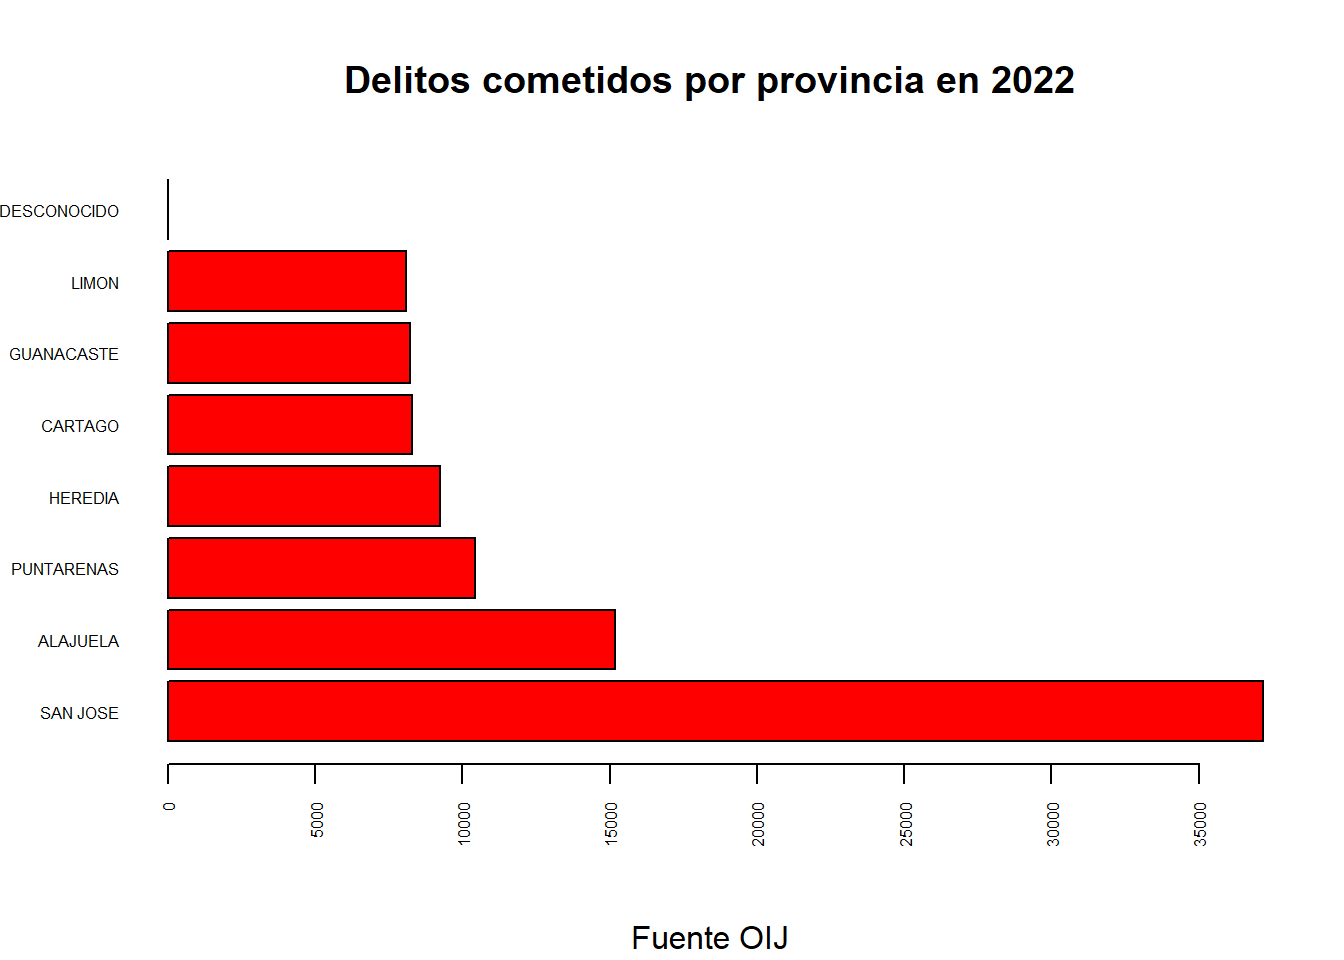 Delitos cometidos por provincia en 2022
DESCONOCIDO
LIMON
GUANACASTE
CARTAGO
HEREDIA
PUNTARENAS
ALAJUELA
SAN JOSE
0
5000
10000
15000
20000
25000
30000
35000
Fuente OIJ